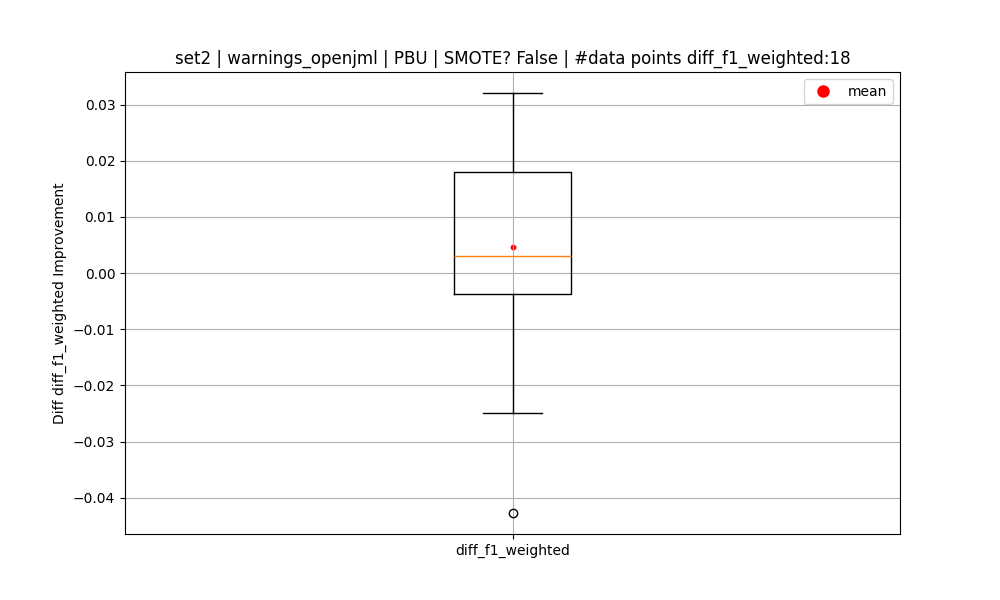 set2 | warnings_openjml | PBU | SMOTE? False | #data points diff_f1_weighted:18
mean
Diff diff_f1_weighted Improvement
0.03
0.02
0.01
0.00
−0.01
−0.02
−0.03
−0.04
diff_f1_weighted